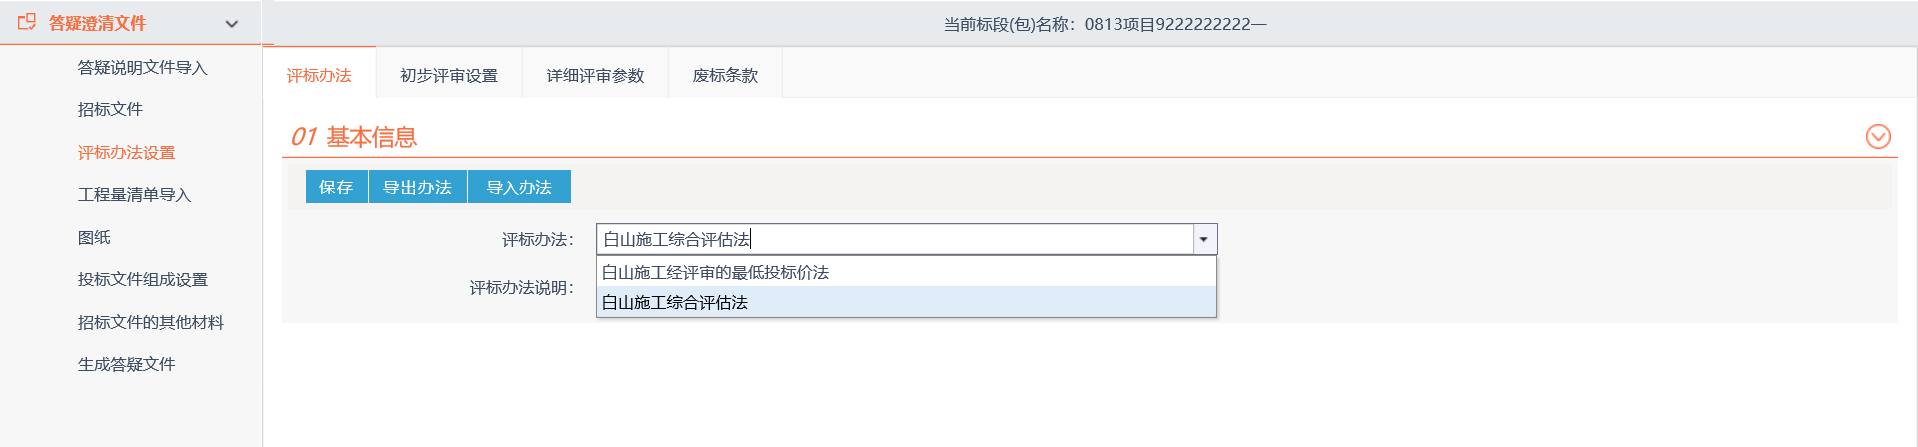 答疑澄清文件
当前标段(包)名称：0813项目9222222222一
答疑说明文件导入
招标文件
评标办法设置
工程量清单导入
图纸
投标文件组成设置
招标文件的其他材料
生成答疑文件
评标办法 初步评审设置 详细评审参数 废标条款
01 基本信息
保存 导出办法 导入办法
评标办法： 白山施工综合评估法
白山施工经评审的最低投标价法
评标办法说明：
白山施工综合评估法